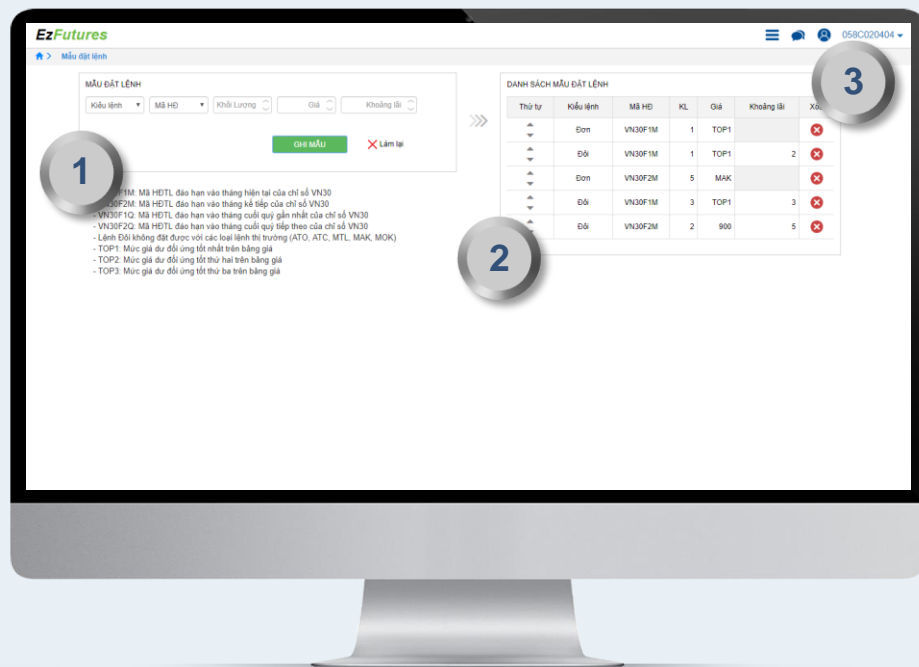 EzFutures
058C020404
Mẫu đặt lệnh
MẪU ĐẶT LỆNH
Kiểu lệnh Mã HĐ Khối Lượng Giá Khoảng lãi
GHI MẪU Làm lại
1
F1M: Mã HĐTL đáo hạn vào tháng hiện tại của chỉ số VN30
VN30F2M: Mã HĐTL đáo hạn vào tháng kế tiếp của chỉ số VN30
- VN30F1Q: Mã HĐTL đáo hạn vào tháng cuối quý gần nhất của chỉ số VN30
- VN30F2Q: Mã HĐTL đáo hạn vào tháng cuối quý tiếp theo của chỉ số VN30
- Lệnh Đôi không đặt được với các loại lệnh thị trường (ATO, ATC, MTL, MAK, MOK)
- TOP1: Mức giá dư đối ứng tốt nhất trên bảng giá
- TOP2: Mức giá dư đối ứng tốt thứ hai trên bảng giá
- TOP3: Mức giá dư đối ứng tốt thứ ba trên bảng giá
DANH SÁCH MẪU ĐẶT LỆNH
3
Thứ tự Kiểu lệnh Mã HĐ KL Giá Khoảng lãi
Đơn VN30F1M 1 TOP1
Đôi VN30F1M 1 TOP1 2
Đơn VN30F2M 5 MAK
Đôi VN30F1M 3 TOP1 3
Đôi VN30F2M 2 900 5
2